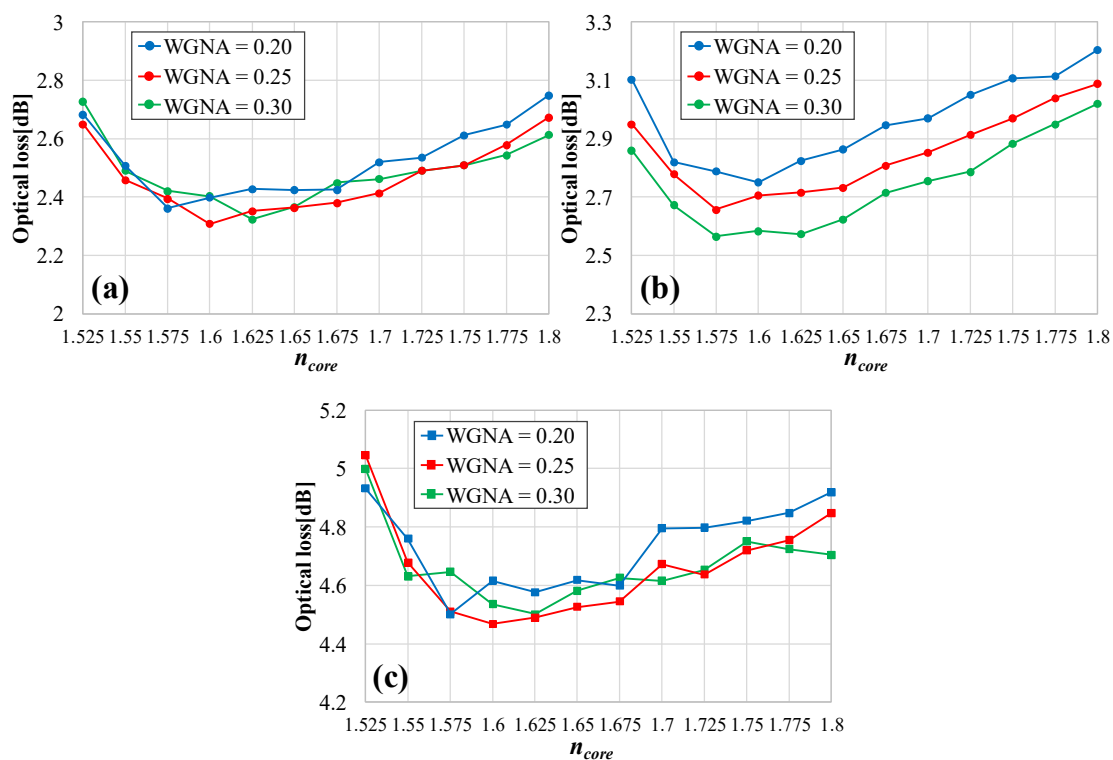 3
2.8
2.6
2.4
2.2
2
Optical loss[dB]
WGNA = 0.20
WGNA = 0.25
WGNA = 0.30
(a)
1.525 1.55 1.575 1.6 1.625 1.65 1.675 1.7 1.725 1.75 1.775 1.8
n_core
3.3
3.1
2.9
2.7
2.5
2.3
Optical loss[dB]
WGNA = 0.20
WGNA = 0.25
WGNA = 0.30
(b)
1.525 1.55 1.575 1.6 1.625 1.65 1.675 1.7 1.725 1.75 1.775 1.8
n_core
5.2
5
4.8
4.6
4.4
4.2
Optical loss[dB]
WGNA = 0.20
WGNA = 0.25
WGNA = 0.30
(c)
1.525 1.55 1.575 1.6 1.625 1.65 1.675 1.7 1.725 1.75 1.775 1.8
n_core